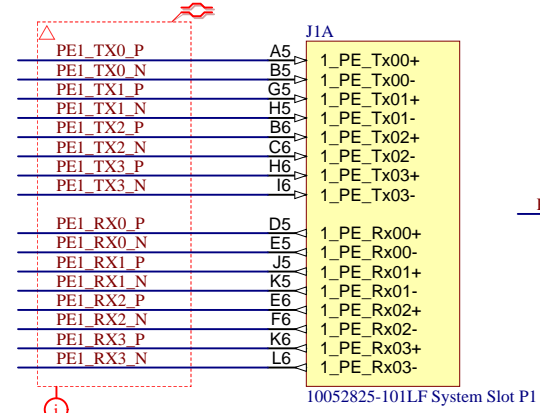 J1A
PE1_TX0_P A5 1_PE_Tx00+
PE1_TX0_N B5 1_PE_Tx00-
PE1_TX1_P G5 1_PE_Tx01+
PE1_TX1_N H5 1_PE_Tx01-
PE1_TX2_P B6 1_PE_Tx02+
PE1_TX2_N C6 1_PE_Tx02-
PE1_TX3_P H6 1_PE_Tx03+
PE1_TX3_N I6 1_PE_Tx03-
PE1_RX0_P D5 1_PE_Rx00+
PE1_RX0_N E5 1_PE_Rx00-
PE1_RX1_P J5 1_PE_Rx01+
PE1_RX1_N K5 1_PE_Rx01-
PE1_RX2_P E6 1_PE_Rx02+
PE1_RX2_N F6 1_PE_Rx02-
PE1_RX3_P K6 1_PE_Rx03+
PE1_RX3_N L6 1_PE_Rx03-
10052825-101LF System Slot P1
i